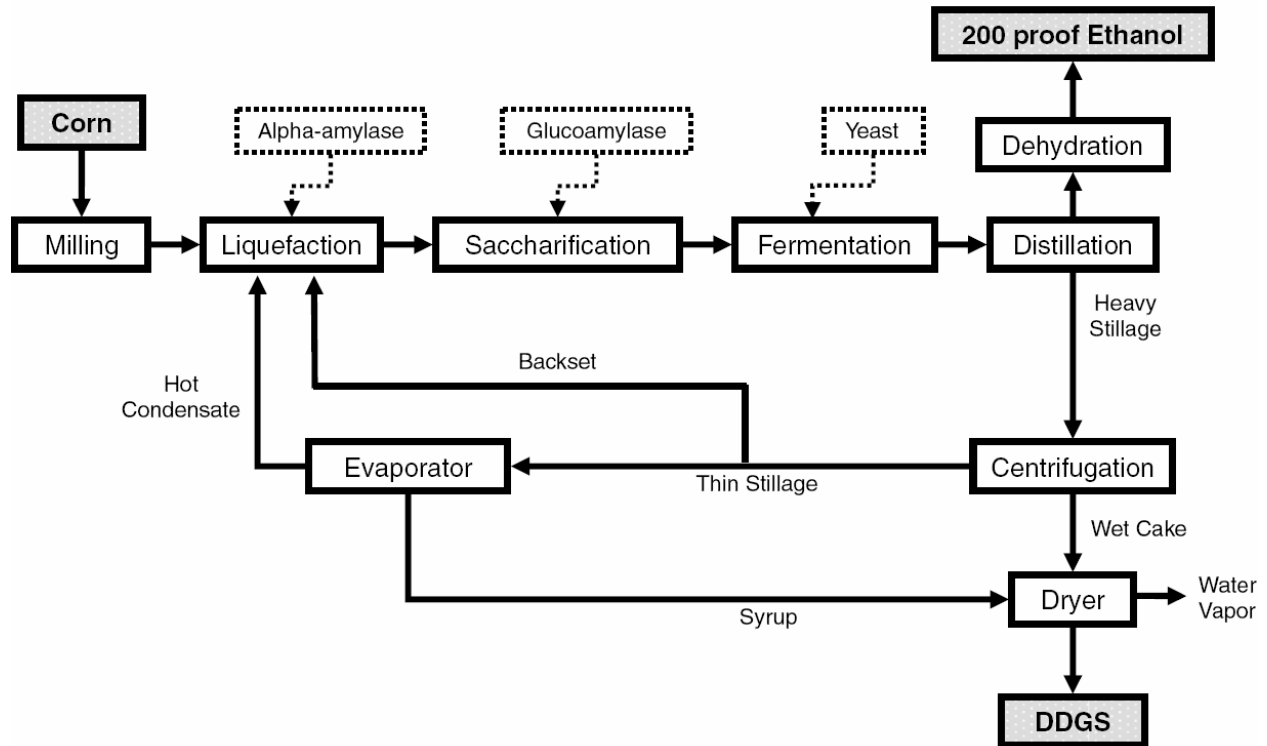 200 proof Ethanol
Corn
Alpha-amylase
Glucoamylase
Yeast
Dehydration
Milling
Liquefaction
Saccharification
Fermentation
Distillation
Heavy
Stillage
Backset
Hot
Condensate
Evaporator
Thin Stillage
Centrifugation
Wet Cake
Syrup
Dryer
Water
Vapor
DDGS